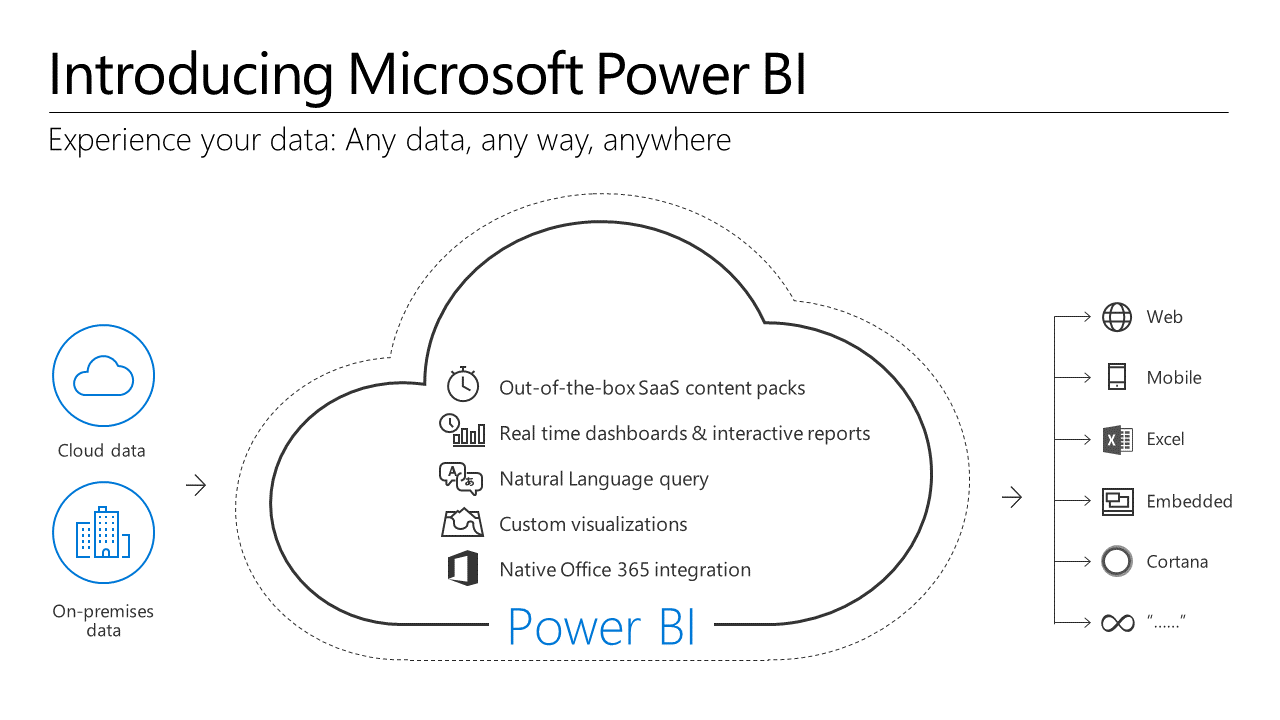 Introducing Microsoft Power BI
Experience your data: Any data, any way, anywhere
Cloud data
On-premises
data
Out-of-the-box SaaS content packs
Real time dashboards & interactive reports
A
あ
Natural Language query
Custom visualizations
Native Office 365 integration
Power BI
Web
Mobile
X
Excel
Embedded
Cortana
"......"